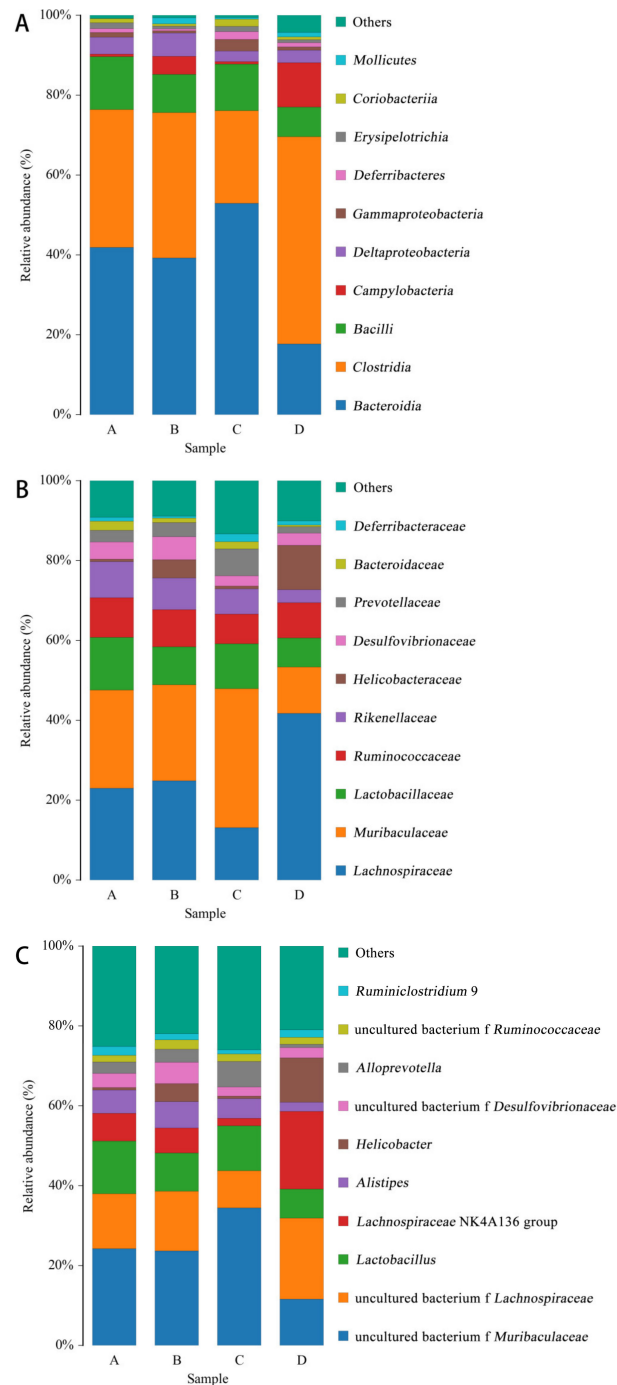 A
100%
80%
60%
40%
20%
0%
Relative abundance (%)
A B C D
Sample
Others
Mollicutes
Coriobacteriia
Erysipelotrichia
Deferribacteres
Gammaproteobacteria
Deltaproteobacteria
Campylobacteria
Bacilli
Clostridia
Bacteroidia
B
100%
80%
60%
40%
20%
0%
Relative abundance (%)
A B C D
Sample
Others
Deferribacteraceae
Bacteroidaceae
Prevotellaceae
Desulfovibrionaceae
Helicobacteraceae
Rikenellaceae
Ruminococcaceae
Lactobacillaceae
Muribaculaceae
Lachnospiraceae
C
100%
80%
60%
40%
20%
0%
Relative abundance (%)
A B C D
Sample
Others
Ruminiclostridium 9
uncultured bacterium f Ruminococcaceae
Alloprevotella
uncultured bacterium f Desulfovibrionaceae
Helicobacter
Alistipes
Lachnospiraceae NK4A136 group
Lactobacillus
uncultured bacterium f Lachnospiraceae
uncultured bacterium f Muribaculaceae